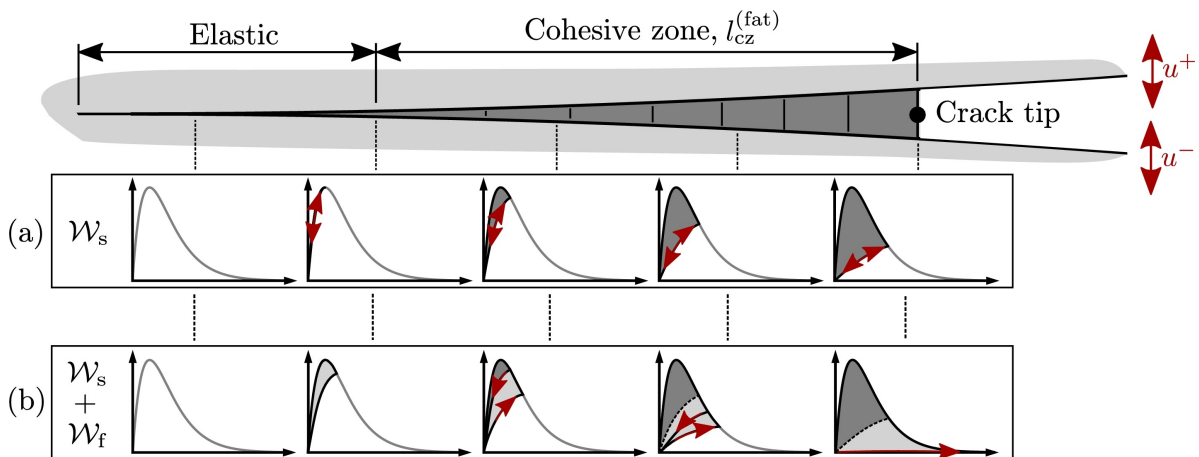 Elastic
Cohesive zone, $l_{\mathrm{cz}}^{(\mathrm{fat})}$
$u^+$
Crack tip
$u^-$
(a) $\mathcal{W}_{\mathrm{s}}$
(b) $\mathcal{W}_{\mathrm{s}}$
+
$\mathcal{W}_{\mathrm{f}}$